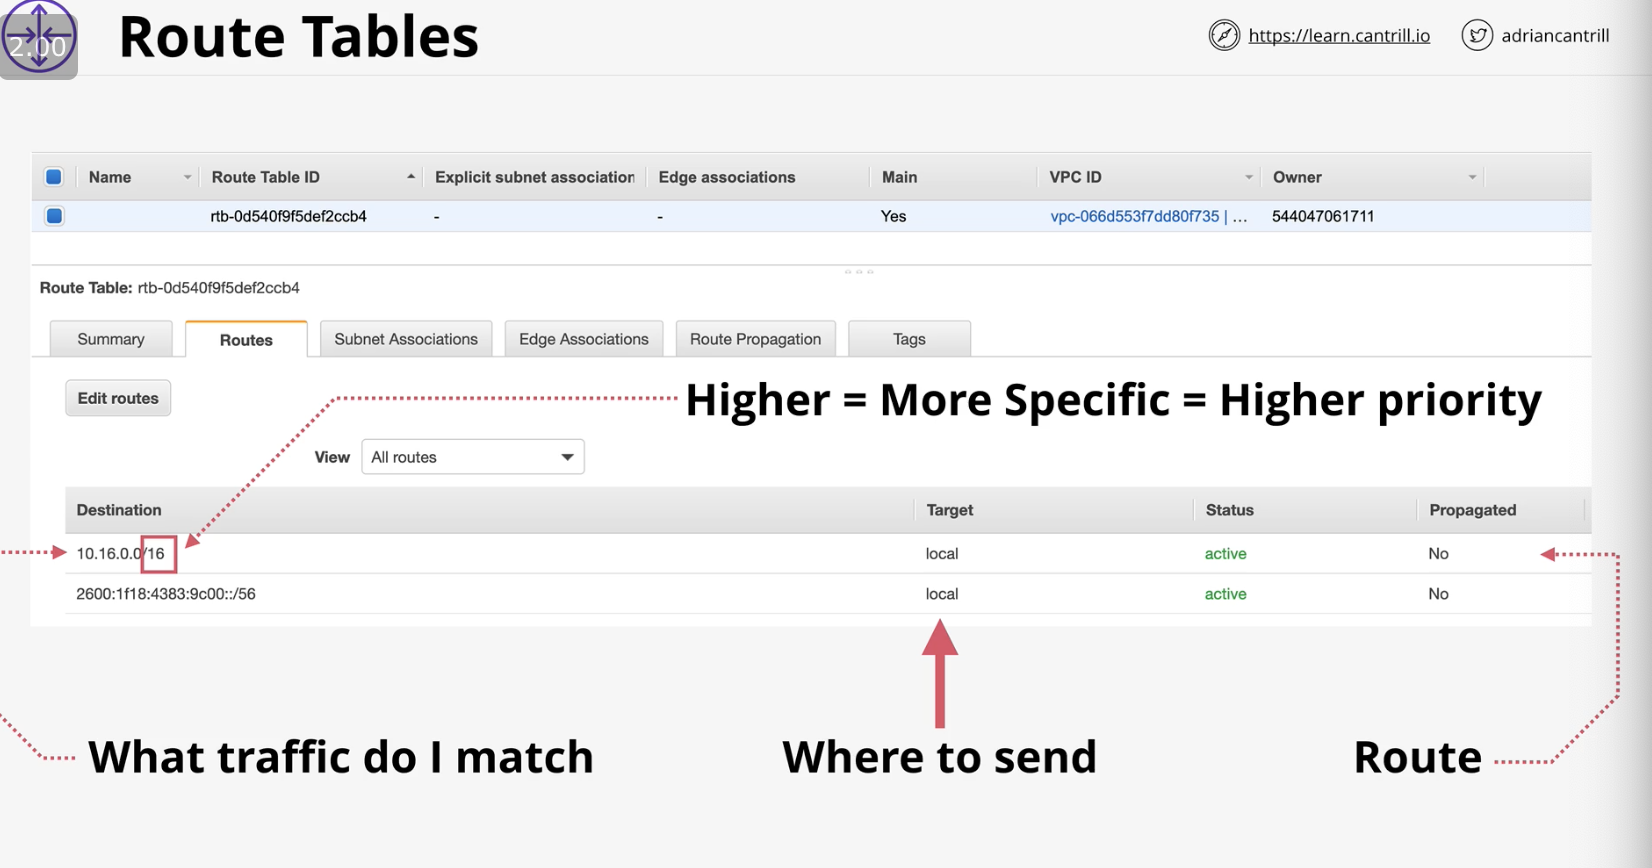 2.00
Route Tables
https://learn.cantrill.io
adriancantrill
Name Route Table ID Explicit subnet association Edge associations Main VPC ID Owner
rtb-0d540f9f5def2ccb4 - - Yes vpc-066d553f7dd80f735 | ... 544047061711
Route Table: rtb-0d540f9f5def2ccb4
Summary Routes Subnet Associations Edge Associations Route Propagation Tags
Edit routes
Higher = More Specific = Higher priority
View All routes
Destination Target Status Propagated
10.16.0.0/16 local active No
2600:1f18:4383:9c00::/56 local active No
What traffic do I match
Where to send
Route